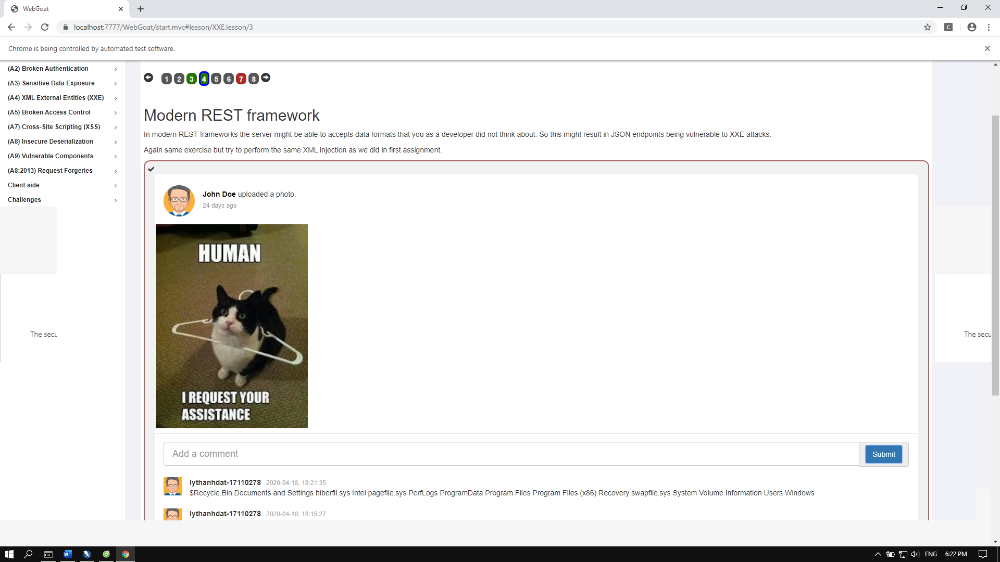 WebGoat
localhost:7777/WebGoat/start.mvc#lesson/XXE.lesson/3
C
Chrome is being controlled by automated test software.
(A2) Broken Authentication
(A3) Sensitive Data Exposure
(A4) XML External Entities (XXE)
(A5) Broken Access Control
(A7) Cross-Site Scripting (XSS)
(A8) Insecure Deserialization
(A9) Vulnerable Components
(A8:2013) Request Forgeries
Client side
Challenges
The secu
1 2 3 4 5 6 7 8
Modern REST framework
In modern REST frameworks the server might be able to accepts data formats that you as a developer did not think about. So this might result in JSON endpoints being vulnerable to XXE attacks.
Again same exercise but try to perform the same XML injection as we did in first assignment.
John Doe uploaded a photo.
24 days ago
HUMAN
I REQUEST YOUR
ASSISTANCE
Add a comment
Submit
lythanhdat-17110278 2020-04-18, 18:21:35
$Recycle.Bin Documents and Settings hiberfil.sys Intel pagefile.sys PerfLogs ProgramData Program Files Program Files (x86) Recovery swapfile.sys System Volume Information Users Windows
lythanhdat-17110278 2020-04-18, 18:15:27
The secu
ENG
6:22 PM